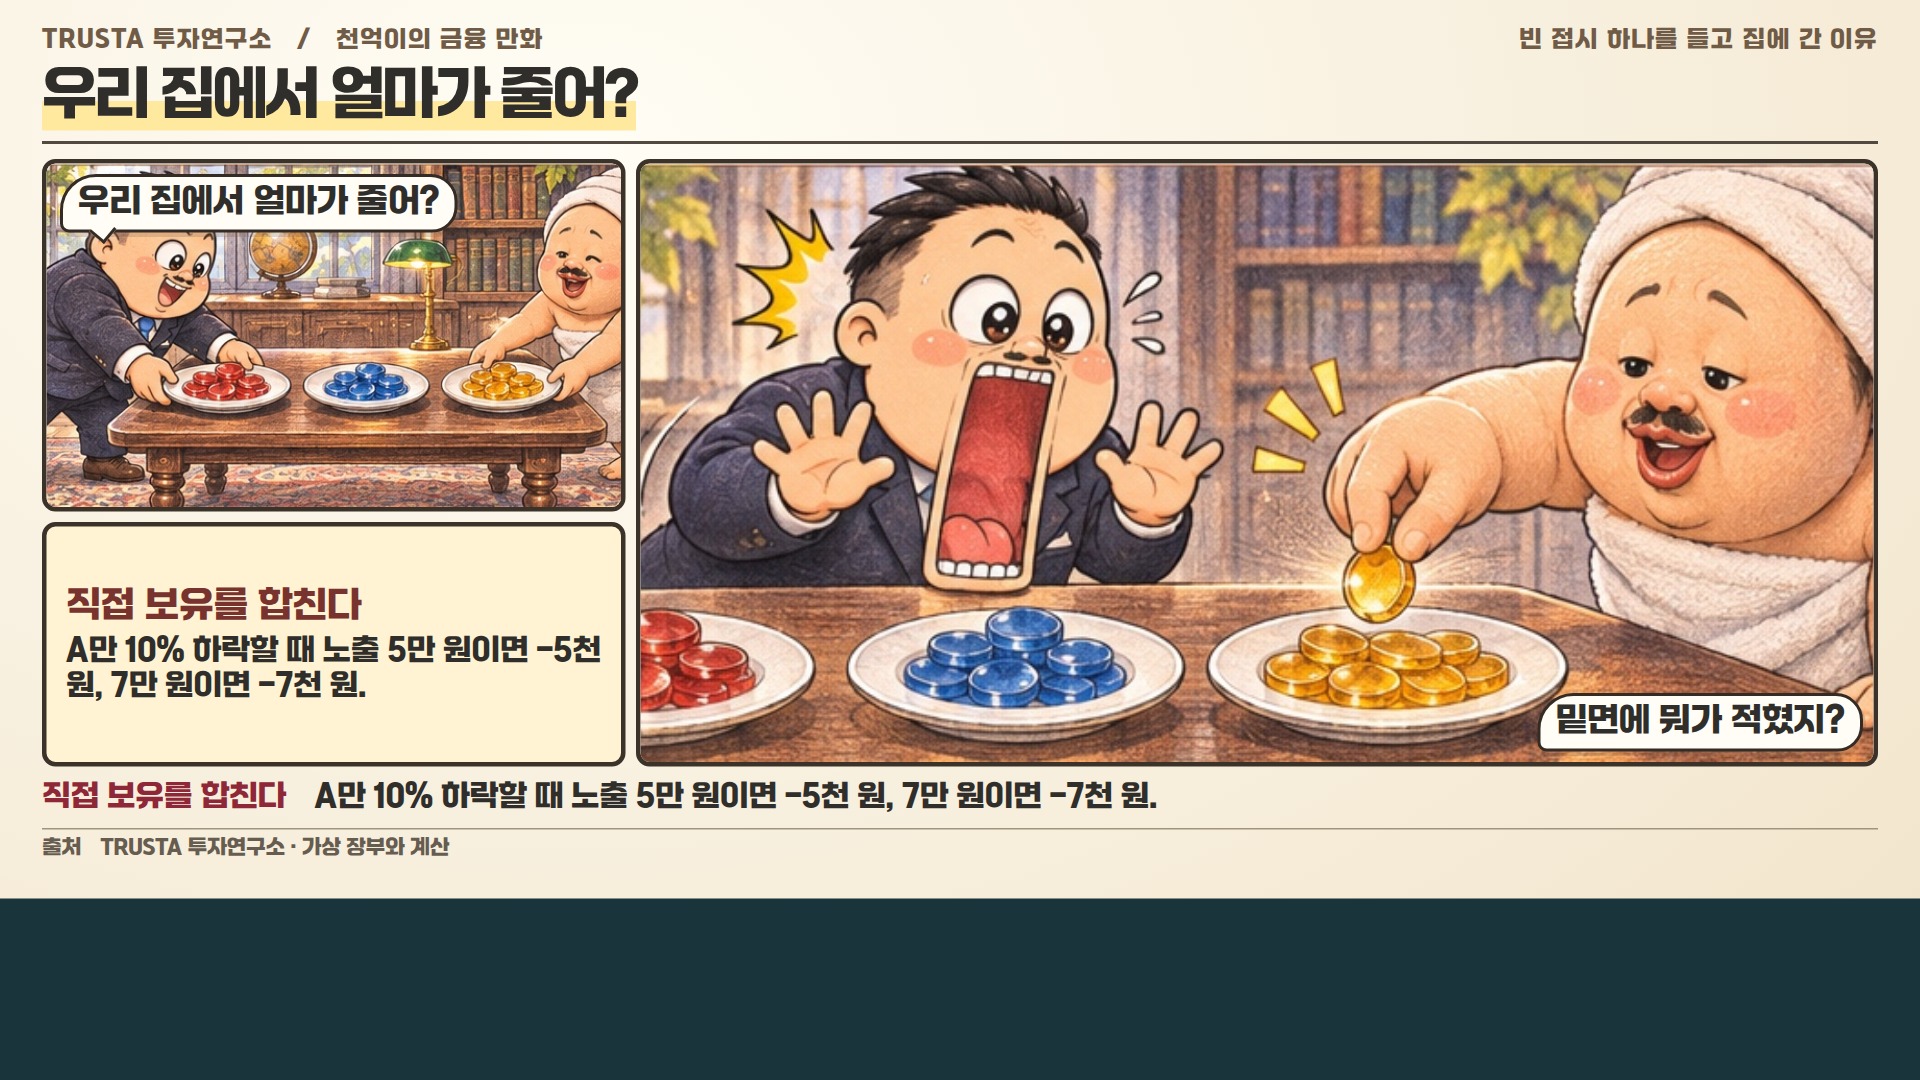 TRUSTA 투자연구소 / 천억이의 금융 만화
빈 접시 하나를 들고 집에 간 이유
우리 집에서 얼마가 줄어?
우리 집에서 얼마가 줄어?
밑면에 뭐가 적혔지?
직접 보유를 합친다
A만 10% 하락할 때 노출 5만 원이면 −5천
원, 7만 원이면 −7천 원.
직접 보유를 합친다 A만 10% 하락할 때 노출 5만 원이면 −5천 원, 7만 원이면 −7천 원.
출처 TRUSTA 투자연구소 · 가상 장부와 계산